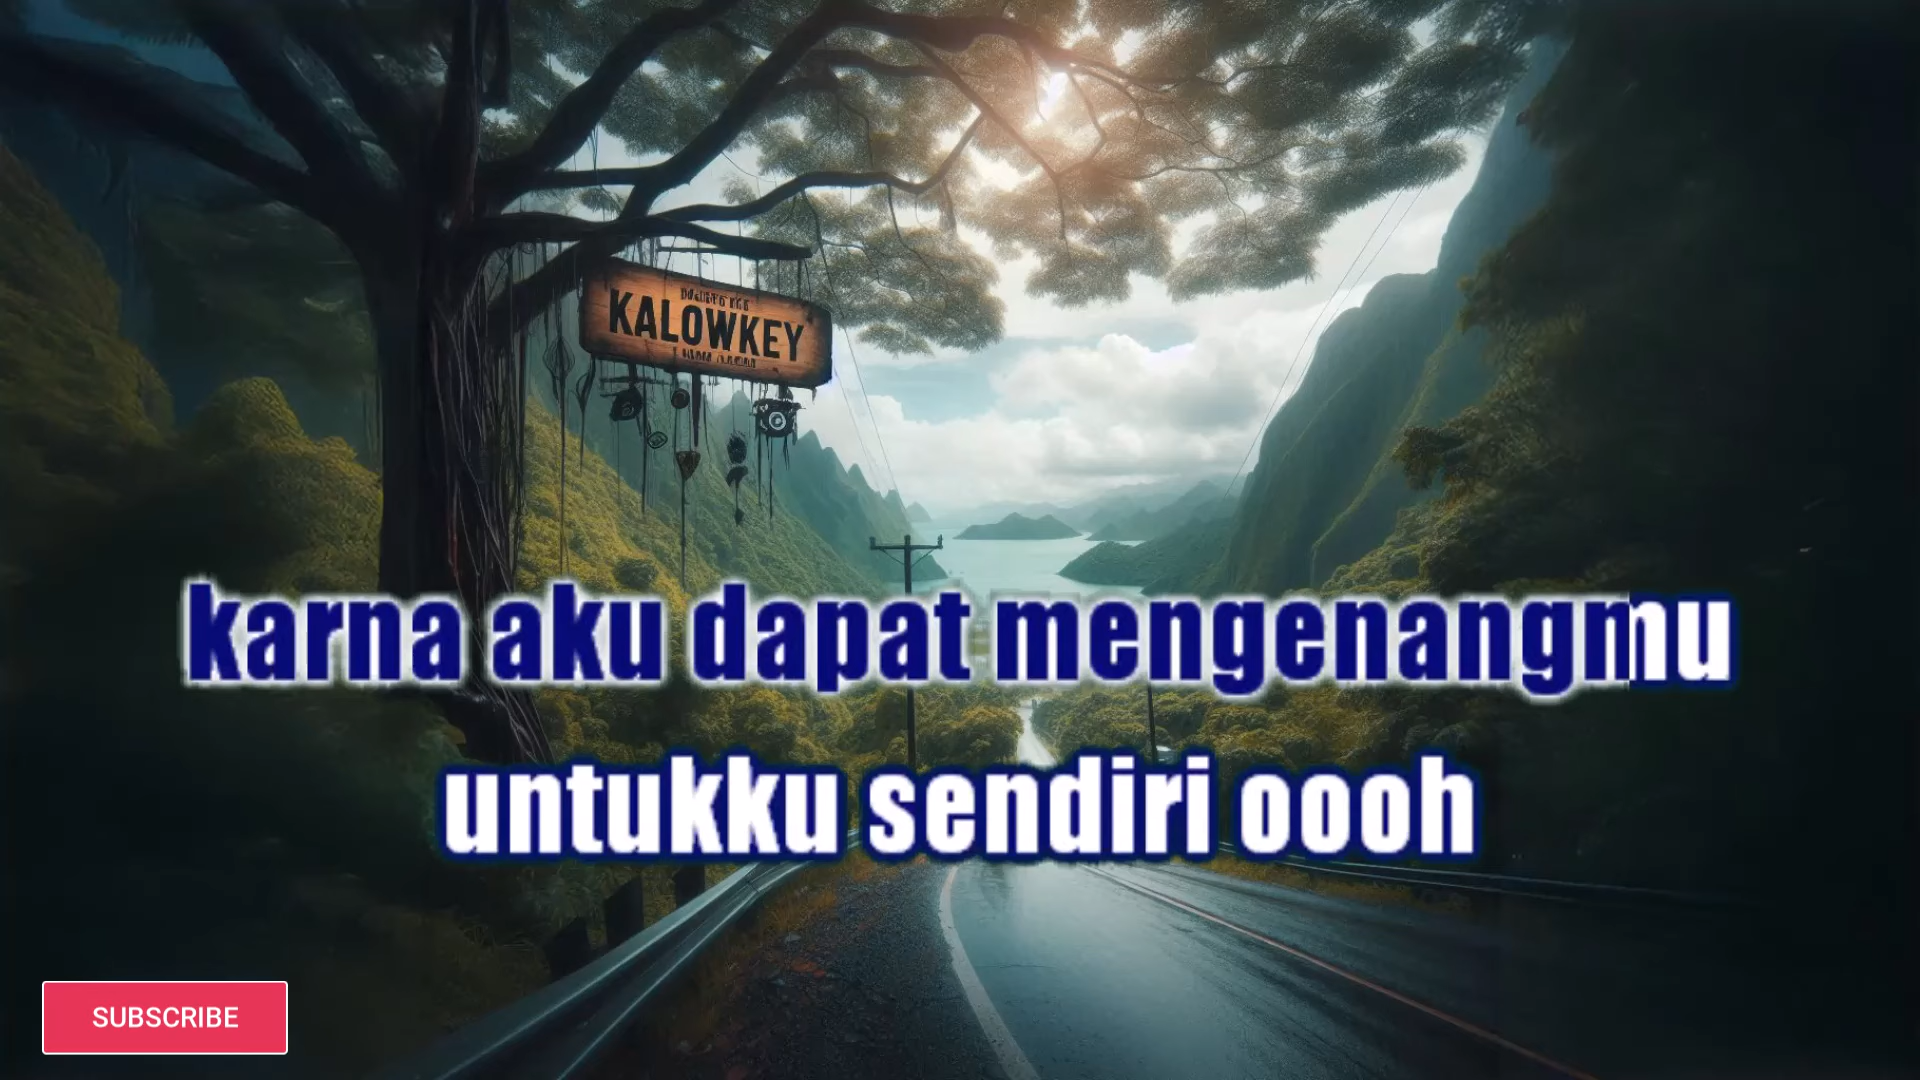 KALOWKEY
karna aku dapat mengenangmu
untukku sendiri oooh
SUBSCRIBE